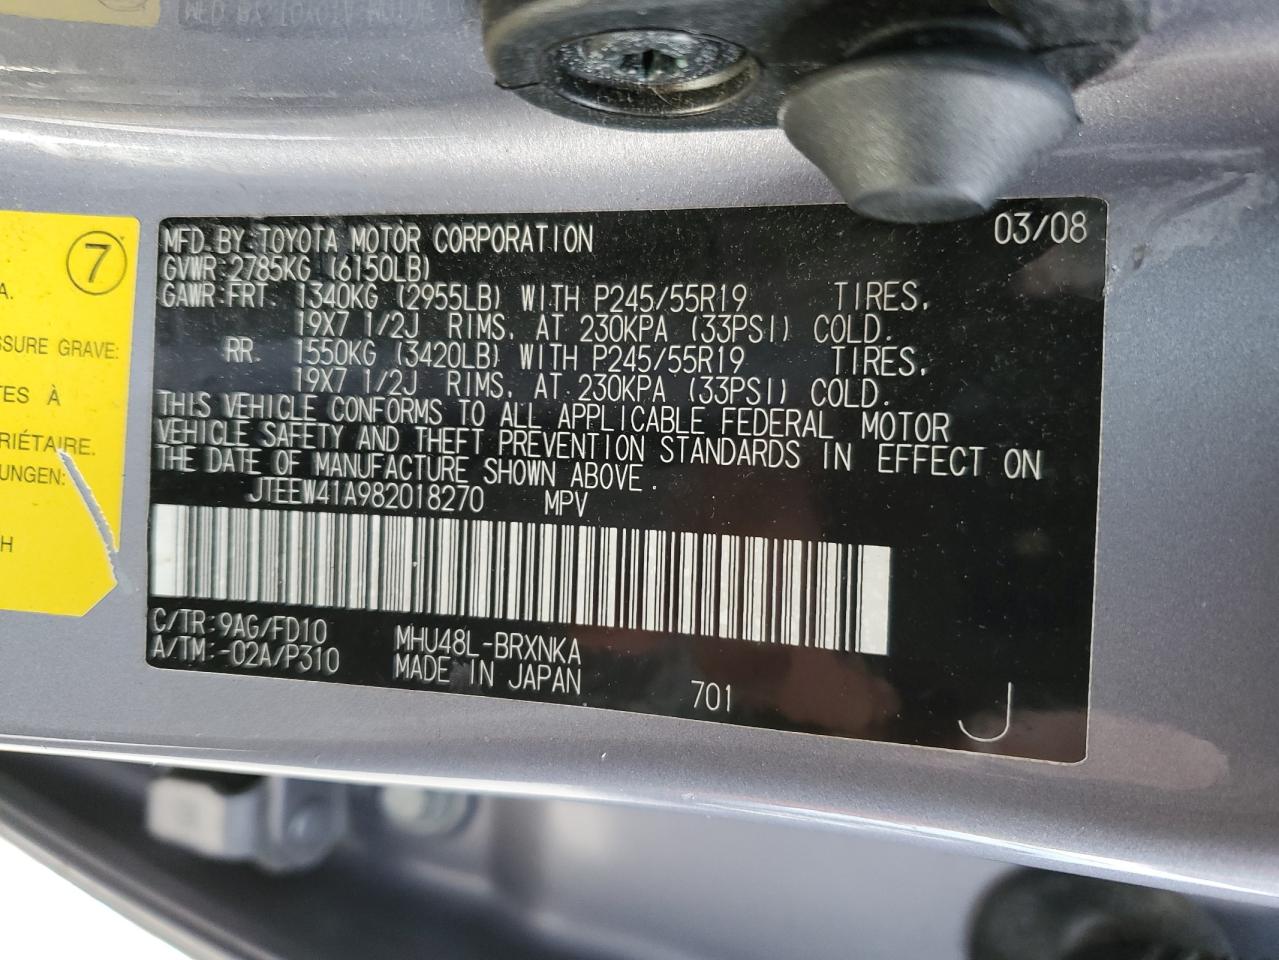 7
A.
SSURE GRAVE:
TES À
RIÉTAIRE.
UNGEN:
H
MFD. BY: TOYOTA MOTOR CORPORATION 03/08
GVWR: 2785KG (6150LB)
GAWR: FRT. 1340KG (2955LB) WITH P245/55R19 TIRES,
19X7 1/2J RIMS, AT 230KPA (33PSI) COLD.
RR. 1550KG (3420LB) WITH P245/55R19 TIRES,
19X7 1/2J RIMS, AT 230KPA (33PSI) COLD.
THIS VEHICLE CONFORMS TO ALL APPLICABLE FEDERAL MOTOR
VEHICLE SAFETY AND THEFT PREVENTION STANDARDS IN EFFECT ON
THE DATE OF MANUFACTURE SHOWN ABOVE.
JTEEW41A982018270 MPV
C/TR: 9AG/FD10 MHU48L-BRXNKA
A/TM: -02A/P310 MADE IN JAPAN
701 J